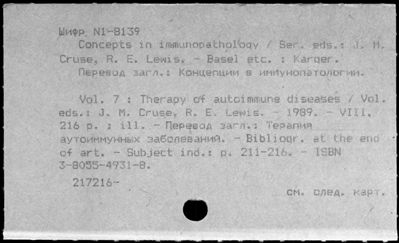 Шифр N1-B139
Concepts in immunopathology / Ser. eds.: J. M.
Cruse, R. E. Lewis. - Basel etc. : Karger.
Перевод загл.: Концепции в иммунопатологии.
Vol. 7 : Therapy of autoimmune diseases / Vol.
eds.: J. M. Cruse, R. E. Lewis. - 1989. - VIII,
216 p. : ill. - Перевод загл.: Терапия
аутоиммунных заболеваний. - Bibliogr. at the end
of art. - Subject ind.: p. 211-216. - ISBN
3-8055-4931-8.
217216-
см. след. карт.